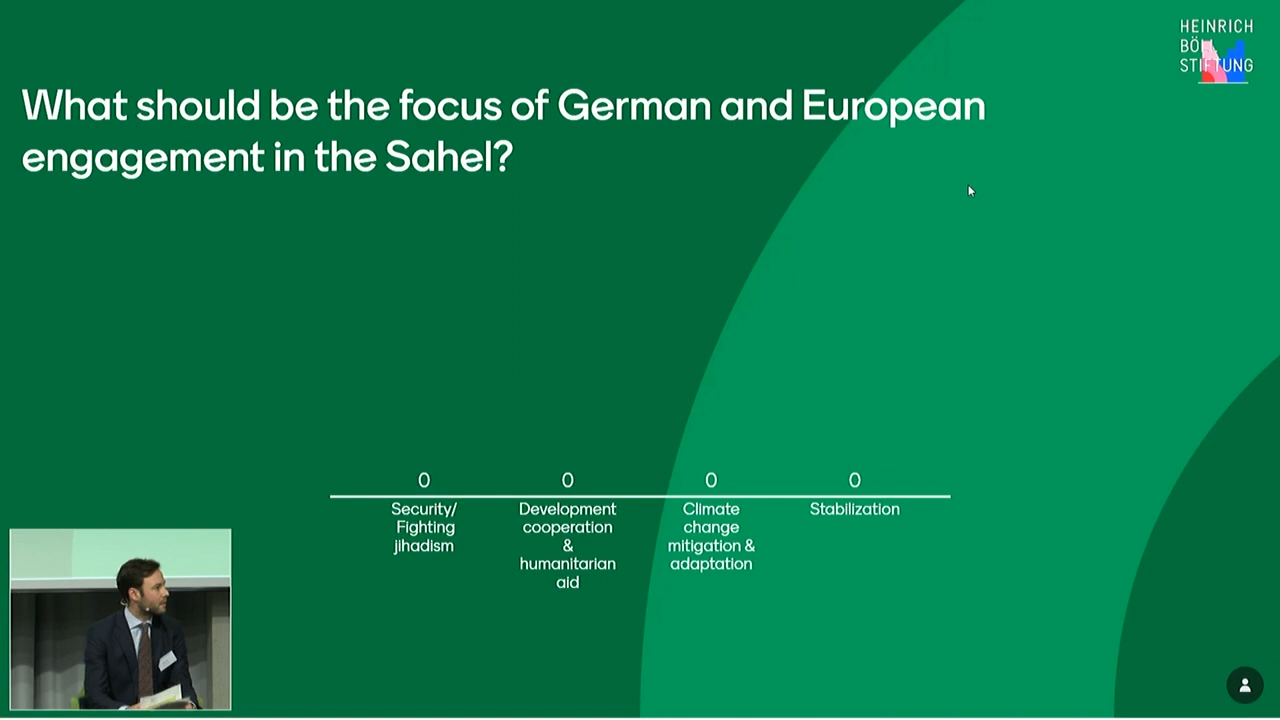 HEINRICH
BÖLL
STIFTUNG
What should be the focus of German and European
engagement in the Sahel?
0
0
0
0
Security/
Fighting
jihadism
Development
cooperation
&
humanitarian
aid
Climate
change
mitigation &
adaptation
Stabilization